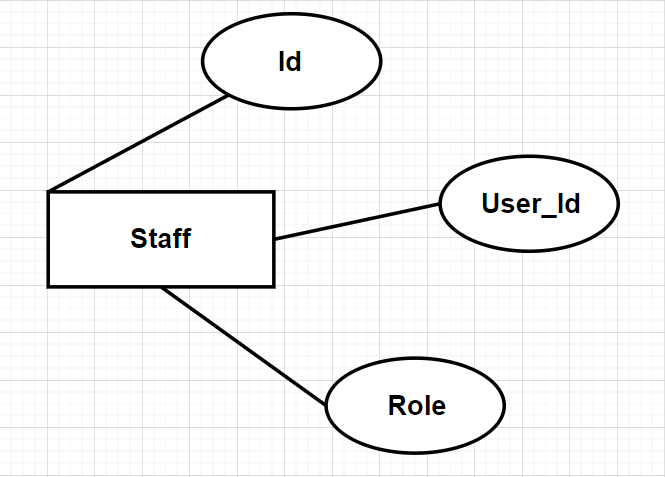 Id
User_Id
Staff
Role